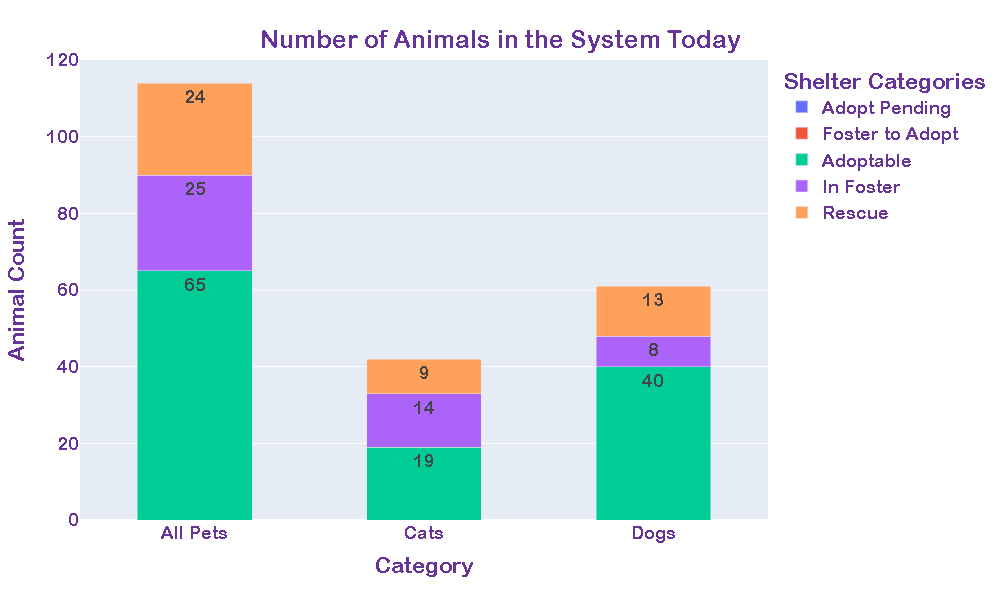 Number of Animals in the System Today
120
100
80
60
40
20
0
Animal Count
24
25
65
9
14
19
13
8
40
All Pets
Cats
Dogs
Category
Shelter Categories
Adopt Pending
Foster to Adopt
Adoptable
In Foster
Rescue